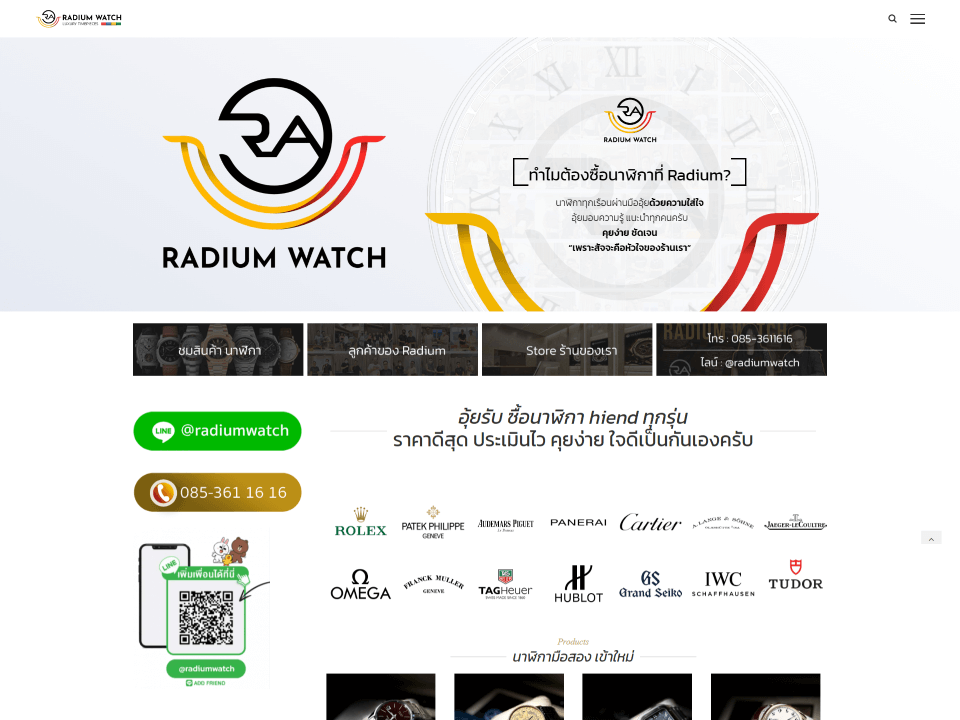 RADIUM WATCH
LUXURY TIMEPIECES
RA
RADIUM WATCH
RA
RADIUM WATCH
ทำไมต้องซื้อนาฬิกาที่ Radium?
นาฬิกาทุกเรือนผ่านมืออุ้ยด้วยความใส่ใจ
อุ้ยมอบความรู้ แนะนำทุกคนครับ
คุยง่าย ชัดเจน
“เพราะสัจจะคือหัวใจของร้านเรา”
ชมสินค้า นาฬิกา
ลูกค้าของ Radium
Store ร้านของเรา
โทร : 085-3611616
ไลน์ : @radiumwatch
LINE @radiumwatch
085-361 16 16
LINE
เพิ่มเพื่อนได้ที่นี่
@radiumwatch
ADD FRIEND
อุ้ยรับ ซื้อนาฬิกา hiend ทุกรุ่น
ราคาดีสุด ประเมินไว คุยง่าย ใจดีเป็นกันเองครับ
ROLEX
PATEK PHILIPPE
GENEVE
AUDEMARS PIGUET
PANERAI
Cartier
A. LANGE & SÖHNE
JAEGER-LECOULTRE
OMEGA
FRANCK MULLER
GENEVE
TAGHeuer
SWISS MADE SINCE 1860
HUBLOT
GS
Grand Seiko
IWC
SCHAFFHAUSEN
TUDOR
Products
นาฬิกามือสอง เข้าใหม่